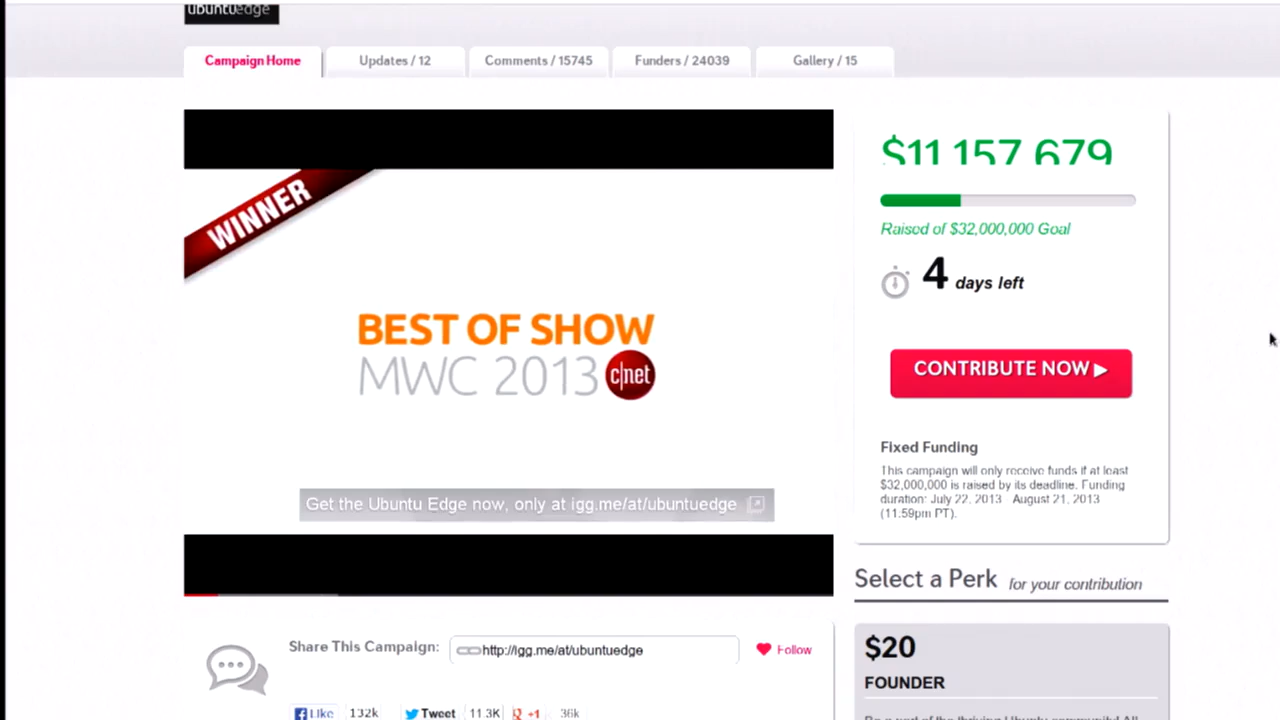 ubuntuedge
Campaign Home
Updates / 12
Comments / 15745
Funders / 24039
Gallery / 15
WINNER
BEST OF SHOW
MWC 2013 c|net
Get the Ubuntu Edge now, only at igg.me/at/ubuntuedge
$11,157,679
Raised of $32,000,000 Goal
4 days left
CONTRIBUTE NOW ▶
Fixed Funding
This campaign will only receive funds if at least
$32,000,000 is raised by its deadline. Funding
duration: July 22, 2013 - August 21, 2013
(11:59pm PT).
Select a Perk for your contribution
$20
FOUNDER
Share This Campaign:
http://igg.me/at/ubuntuedge
Follow
Like 132k
Tweet 11.3K
+1 36k